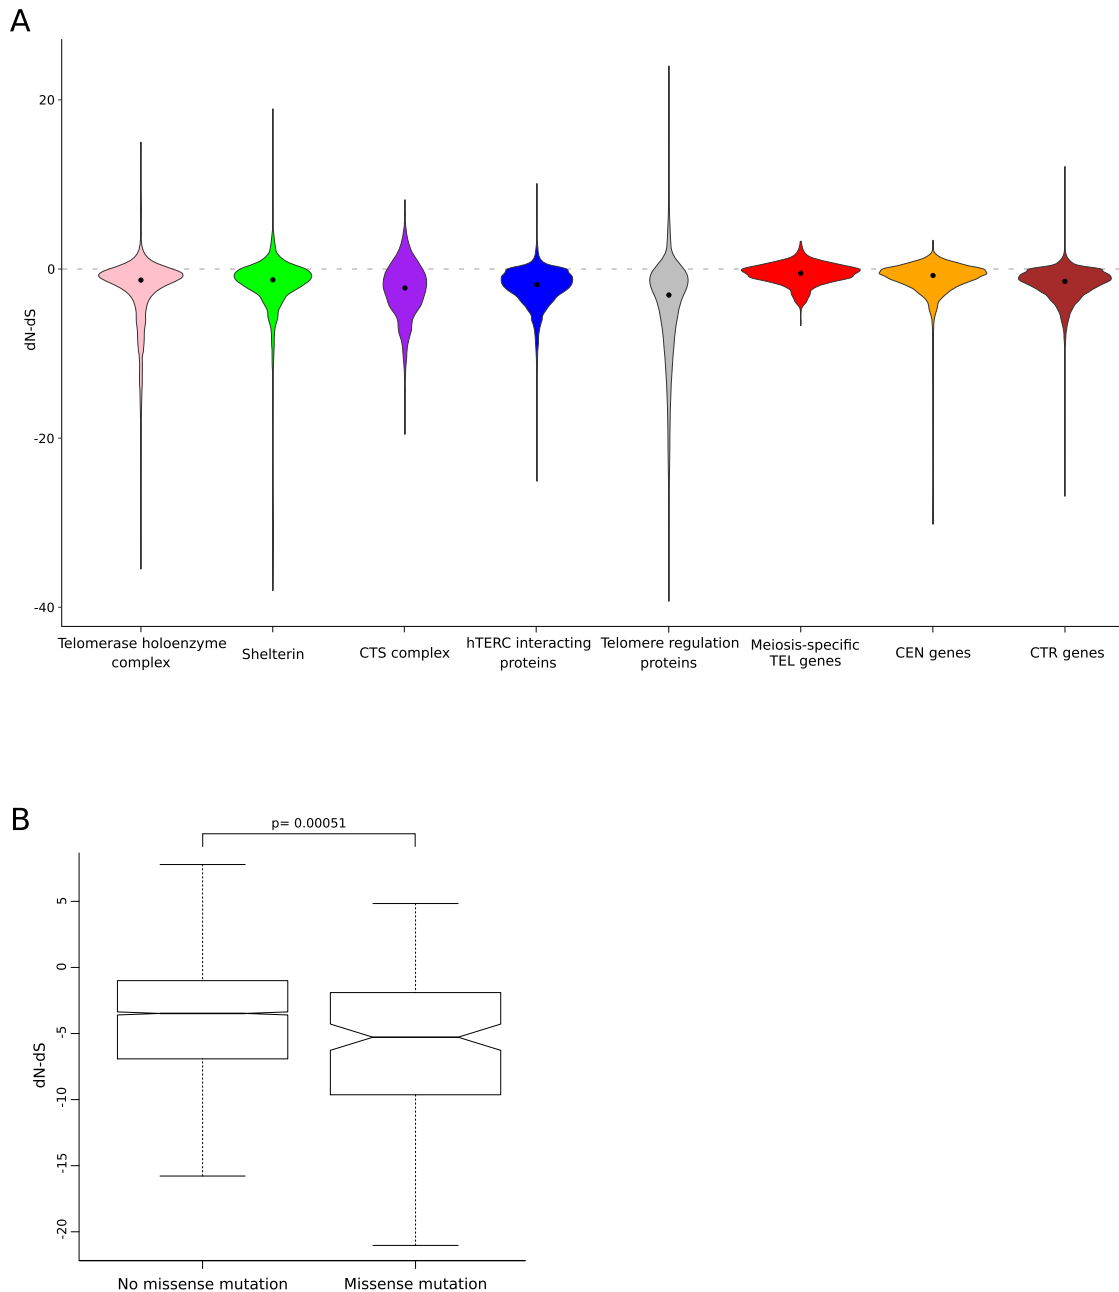 A
20
0
-20
-40
dN-dS
Telomerase holoenzyme
complex
Shelterin
CTS complex
hTERC interacting
proteins
Telomere regulation
proteins
Meiosis-specific
TEL genes
CEN genes
CTR genes
B
p= 0.00051
5
0
-5
-10
-15
-20
dN-dS
No missense mutation
Missense mutation